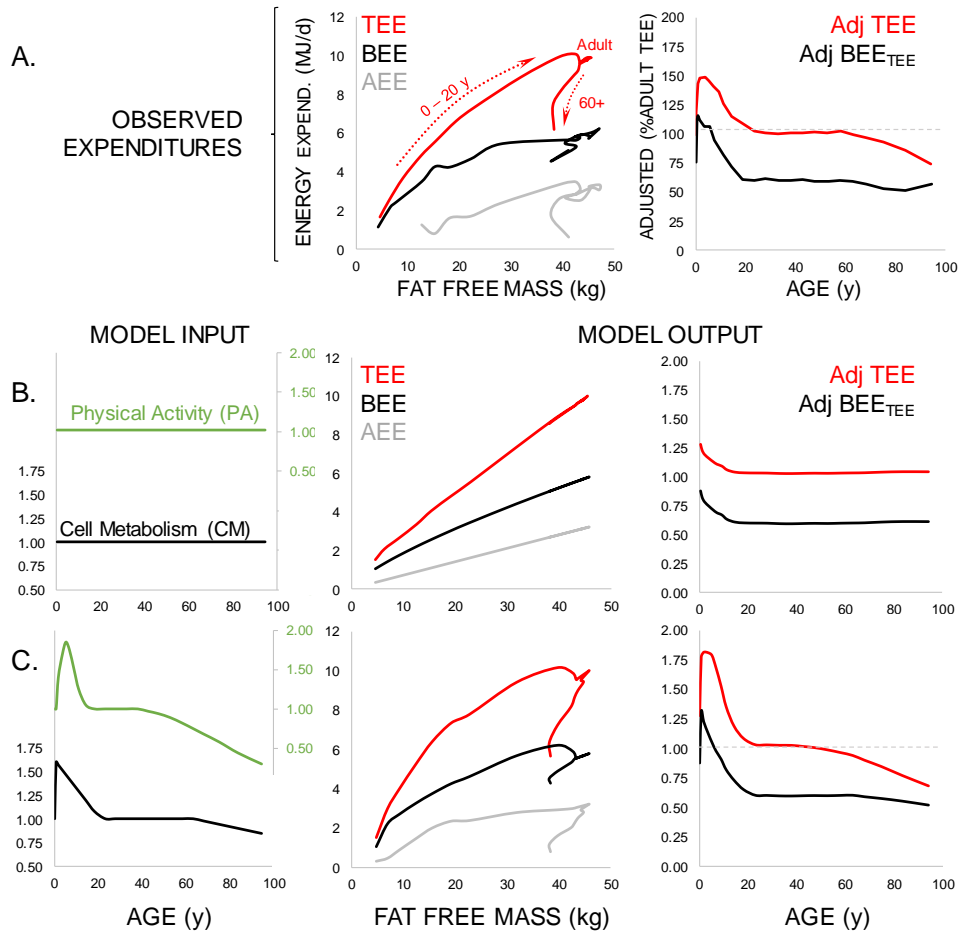 A.
OBSERVED
EXPENDITURES
ENERGY EXPEND. (MJ/d)
12
10
8
6
4
2
0
TEE
BEE
AEE
0 – 20 y
Adult
60+
0 10 20 30 40 50
FAT FREE MASS (kg)
ADJUSTED (%ADULT TEE)
200
175
150
125
100
75
50
25
0
Adj TEE
Adj BEETEE
0 20 40 60 80 100
AGE (y)
MODEL INPUT
MODEL OUTPUT
B.
2.00
1.50
1.00
0.50
Physical Activity (PA)
1.75
1.50
1.25
1.00
0.75
0.50
Cell Metabolism (CM)
0 20 40 60 80 100
12
10
8
6
4
2
0
TEE
BEE
AEE
0 10 20 30 40 50
2.00
1.75
1.50
1.25
1.00
0.75
0.50
0.25
0.00
Adj TEE
Adj BEETEE
0 20 40 60 80 100
C.
2.00
1.50
1.00
0.50
1.75
1.50
1.25
1.00
0.75
0.50
0 20 40 60 80 100
AGE (y)
12
10
8
6
4
2
0
0 10 20 30 40 50
FAT FREE MASS (kg)
2.00
1.75
1.50
1.25
1.00
0.75
0.50
0.25
0.00
0 20 40 60 80 100
AGE (y)